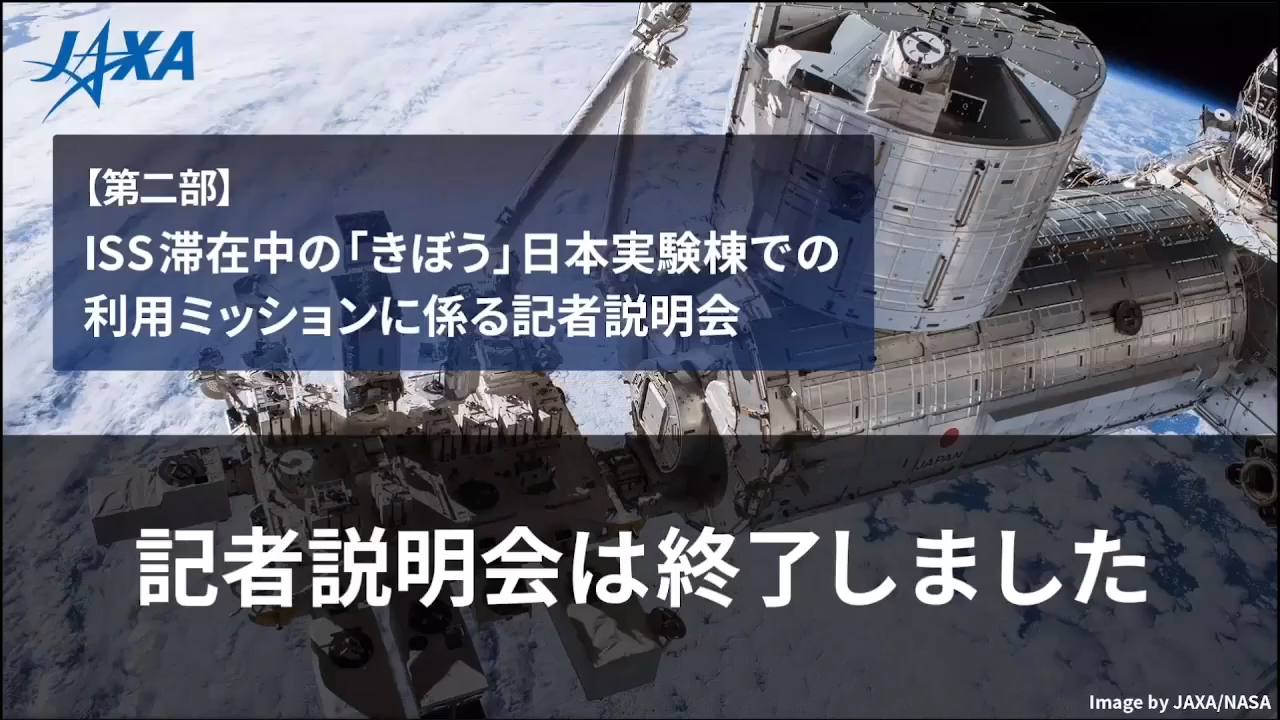 JAXA
【第二部】
ISS滞在中の「きぼう」日本実験棟での
利用ミッションに係る記者説明会
JAPAN
記者説明会は終了しました
Image by JAXA/NASA